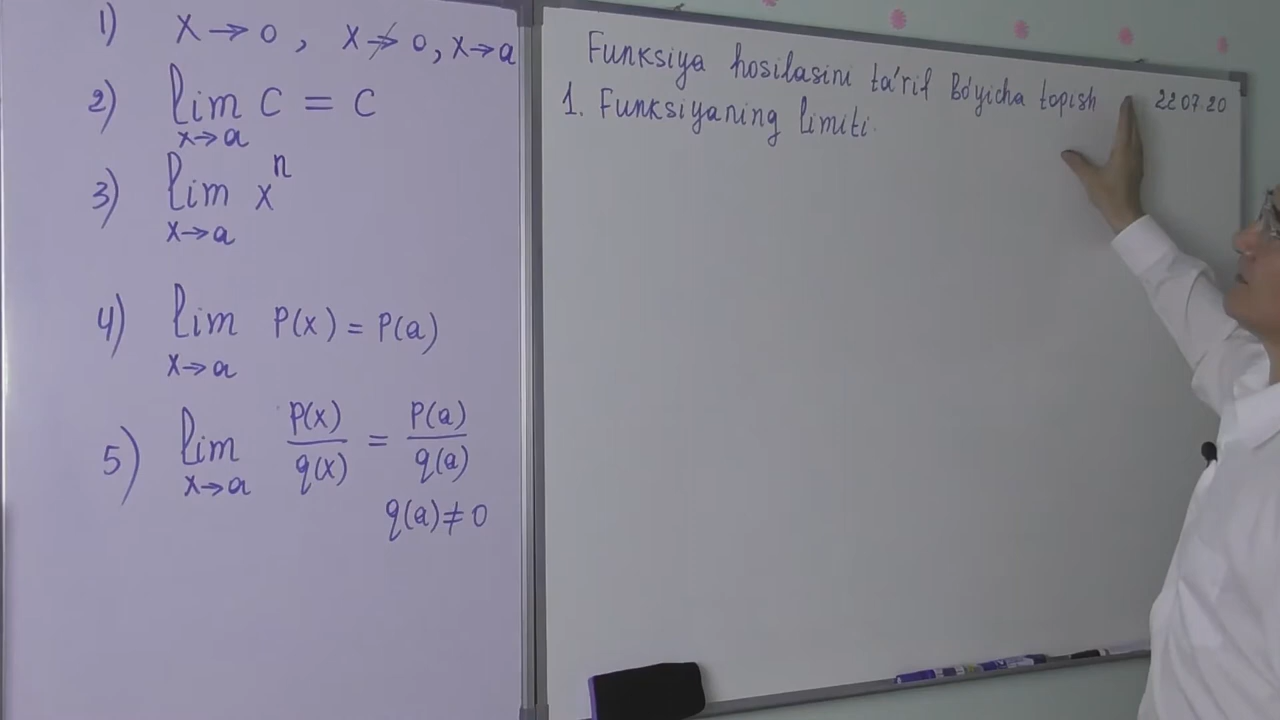 1) x → 0 , x ↛ 0, x → a
2) lim C = C
x → a
3) lim xⁿ
x → a
4) lim P(x) = P(a)
x → a
5) lim P(x)/q(x) = P(a)/q(a)
x → a
q(a) ≠ 0
Funksiya hosilasini ta'rif Bo'yicha topish 22 07.20
1. Funksiyaning limiti.